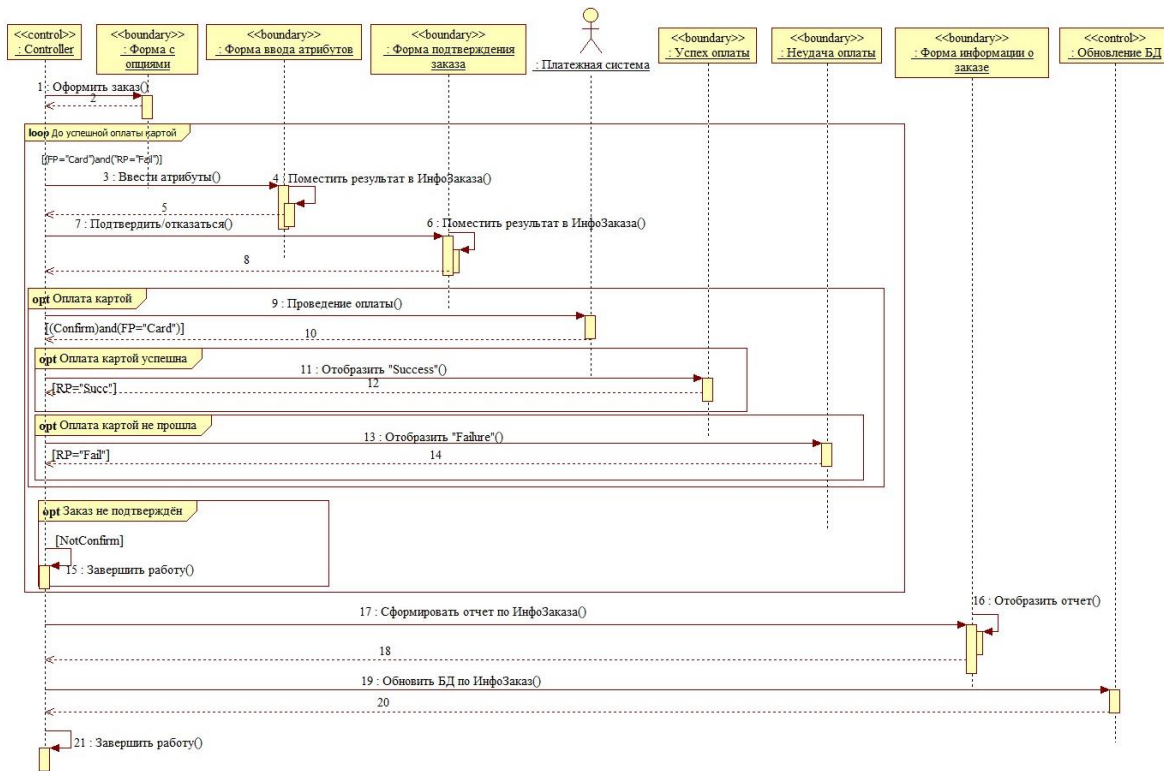 <<control>>
: Controller
<<boundary>>
: Форма с
опциями
<<boundary>>
: Форма ввода атрибутов
<<boundary>>
: Форма подтверждения
заказа
: Платежная система
<<boundary>>
: Успех оплаты
<<boundary>>
: Неудача оплаты
<<boundary>>
: Форма информации о
заказе
<<control>>
: Обновление БД
1 : Оформить заказ()
2
loop До успешной оплаты картой
[(FP="Card")and("RP="Fail")]
3 : Ввести атрибуты()
4 : Поместить результат в ИнфоЗаказа()
5
7 : Подтвердить/отказаться()
6 : Поместить результат в ИнфоЗаказа()
8
opt Оплата картой
9 : Проведение оплаты()
[(Confirm)and(FP="Card")]
10
opt Оплата картой успешна
11 : Отобразить "Success"()
[RP="Succ"]
12
opt Оплата картой не прошла
13 : Отобразить "Failure"()
[RP="Fail"]
14
opt Заказ не подтверждён
[NotConfirm]
15 : Завершить работу()
17 : Сформировать отчет по ИнфоЗаказа()
16 : Отобразить отчет()
18
19 : Обновить БД по ИнфоЗаказ()
20
21 : Завершить работу()